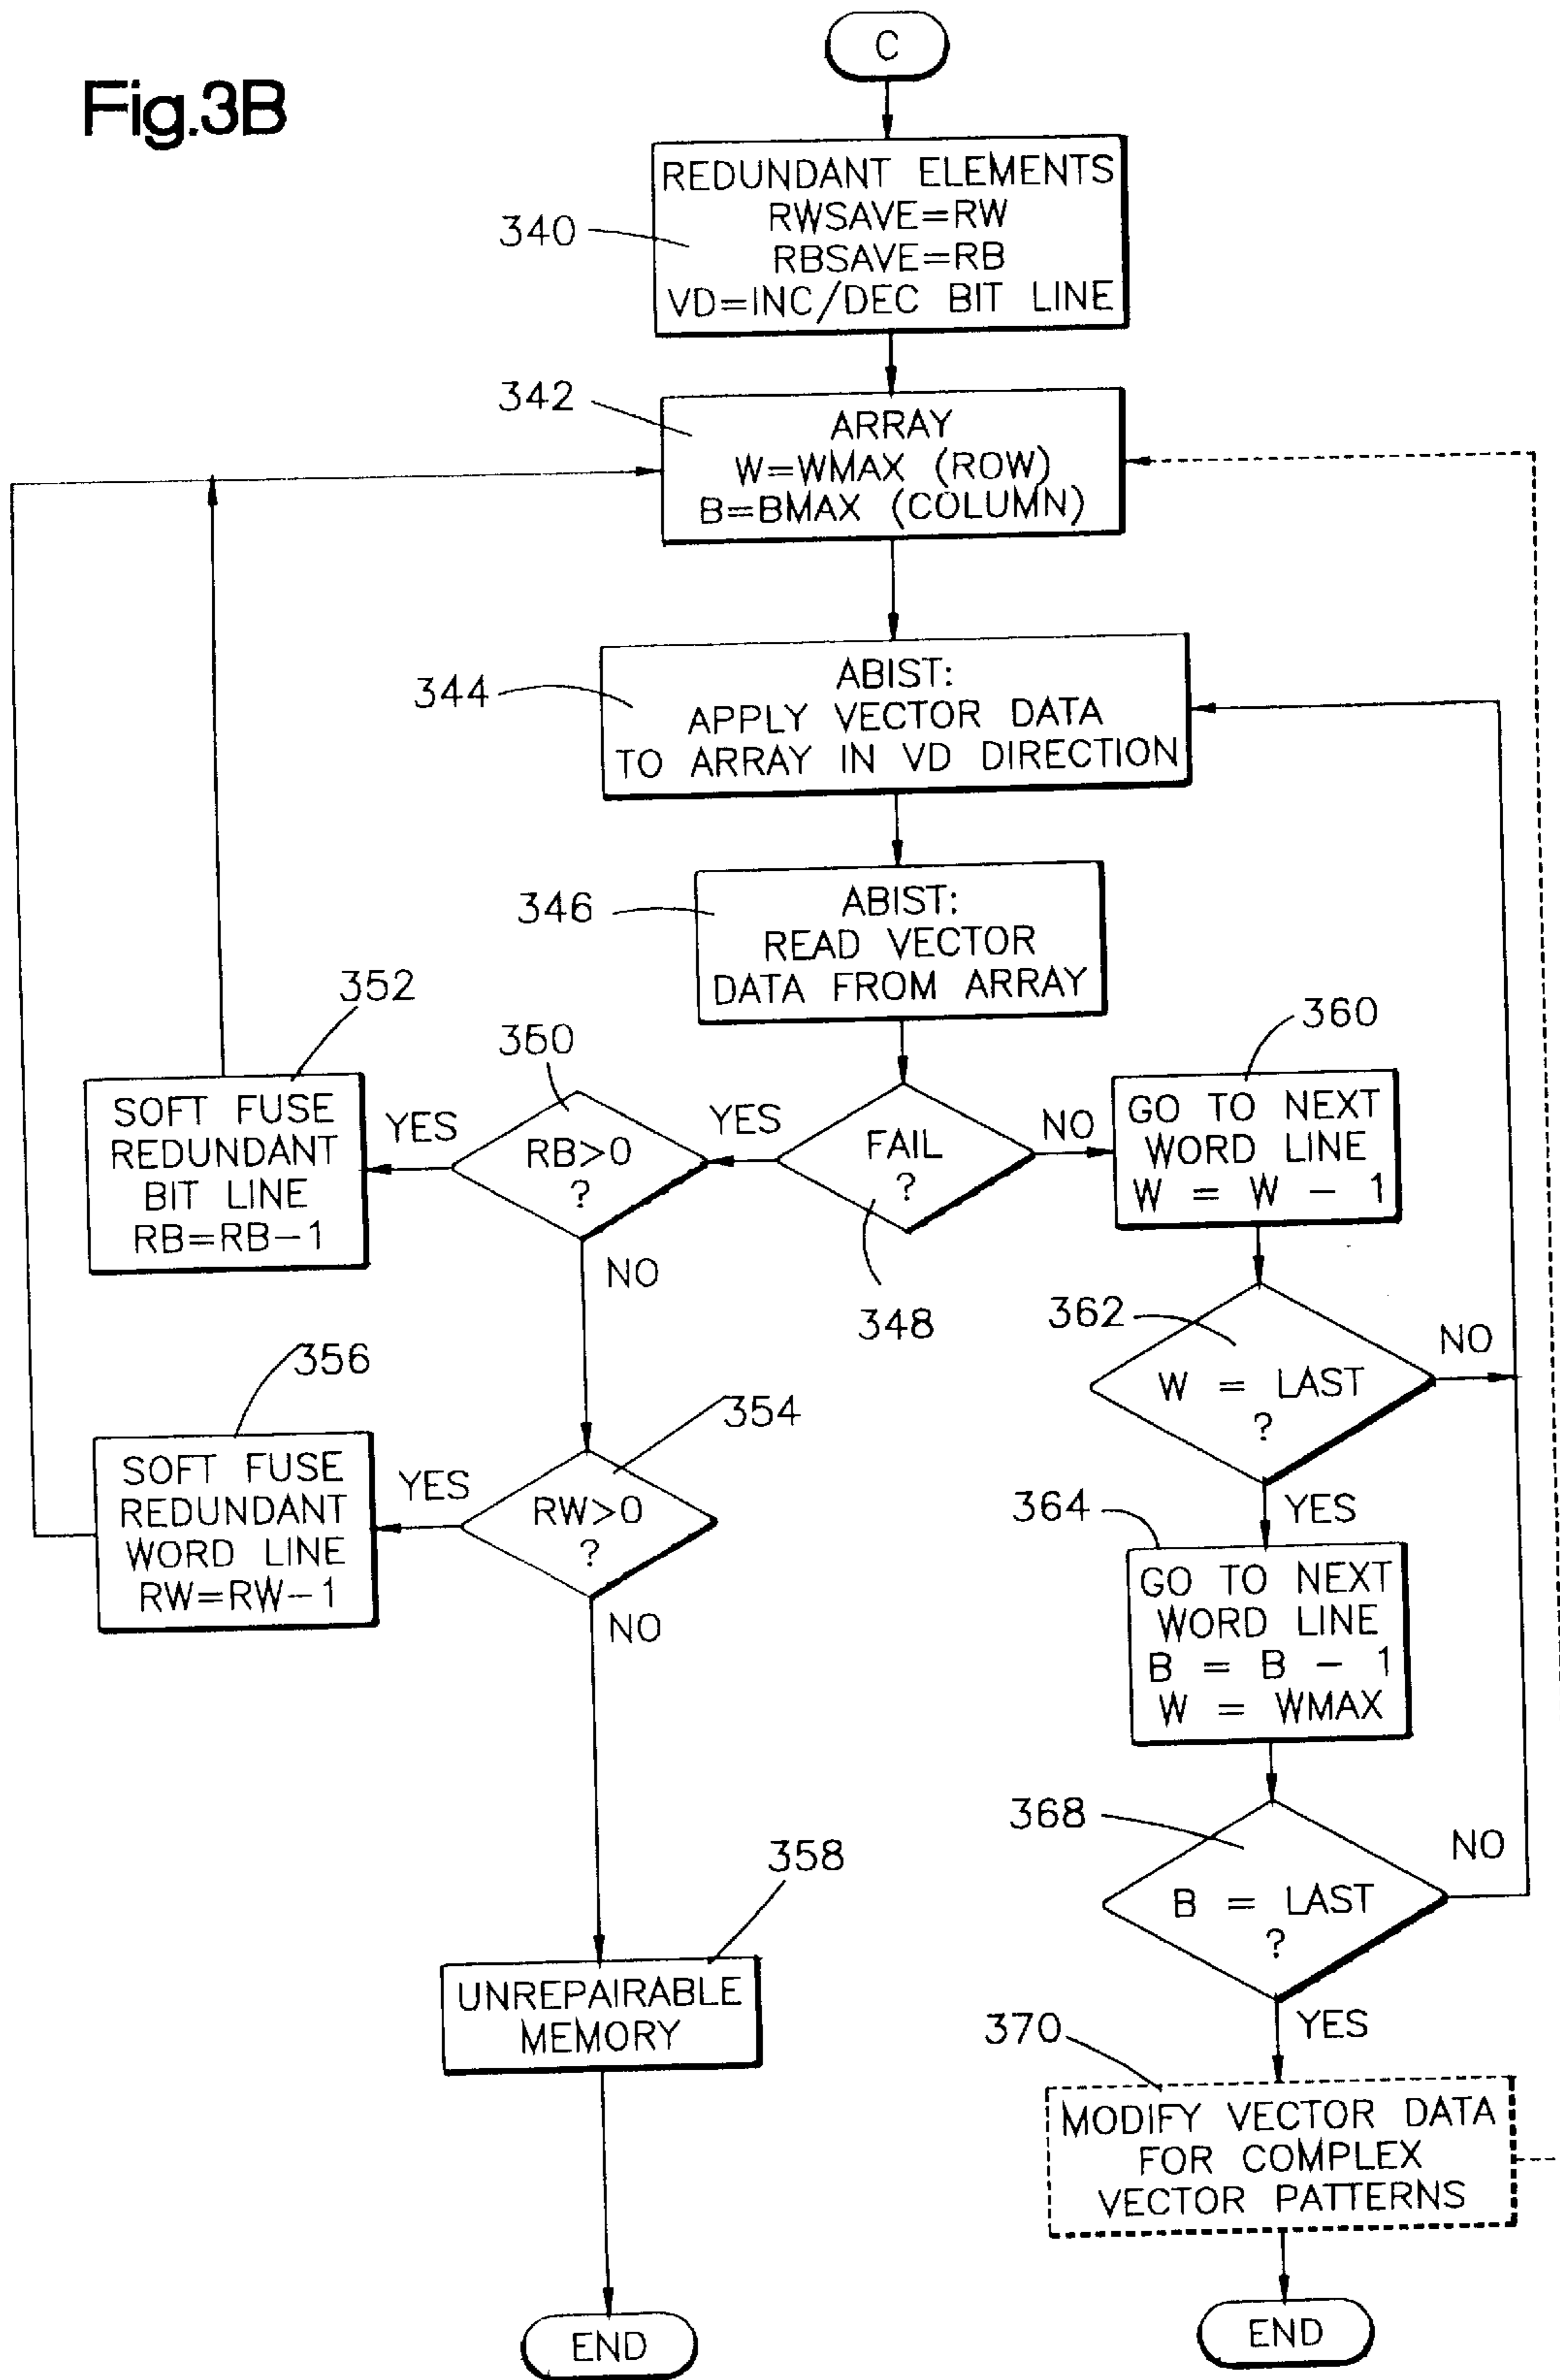 Fig.3B
C
340
REDUNDANT ELEMENTS
RWSAVE=RW
RBSAVE=RB
VD=INC/DEC BIT LINE
342
ARRAY
W=WMAX (ROW)
B=BMAX (COLUMN)
344
ABIST:
APPLY VECTOR DATA
TO ARRAY IN VD DIRECTION
346
ABIST:
READ VECTOR
DATA FROM ARRAY
352
SOFT FUSE
REDUNDANT
BIT LINE
RB=RB-1
YES
350
RB>0
?
YES
NO
FAIL
?
348
NO
360
GO TO NEXT
WORD LINE
W = W - 1
362
W = LAST
?
NO
YES
356
SOFT FUSE
REDUNDANT
WORD LINE
RW=RW-1
YES
354
RW>0
?
NO
364
GO TO NEXT
WORD LINE
B = B - 1
W = WMAX
368
B = LAST
?
NO
YES
358
UNREPAIRABLE
MEMORY
370
MODIFY VECTOR DATA
FOR COMPLEX
VECTOR PATTERNS
END
END